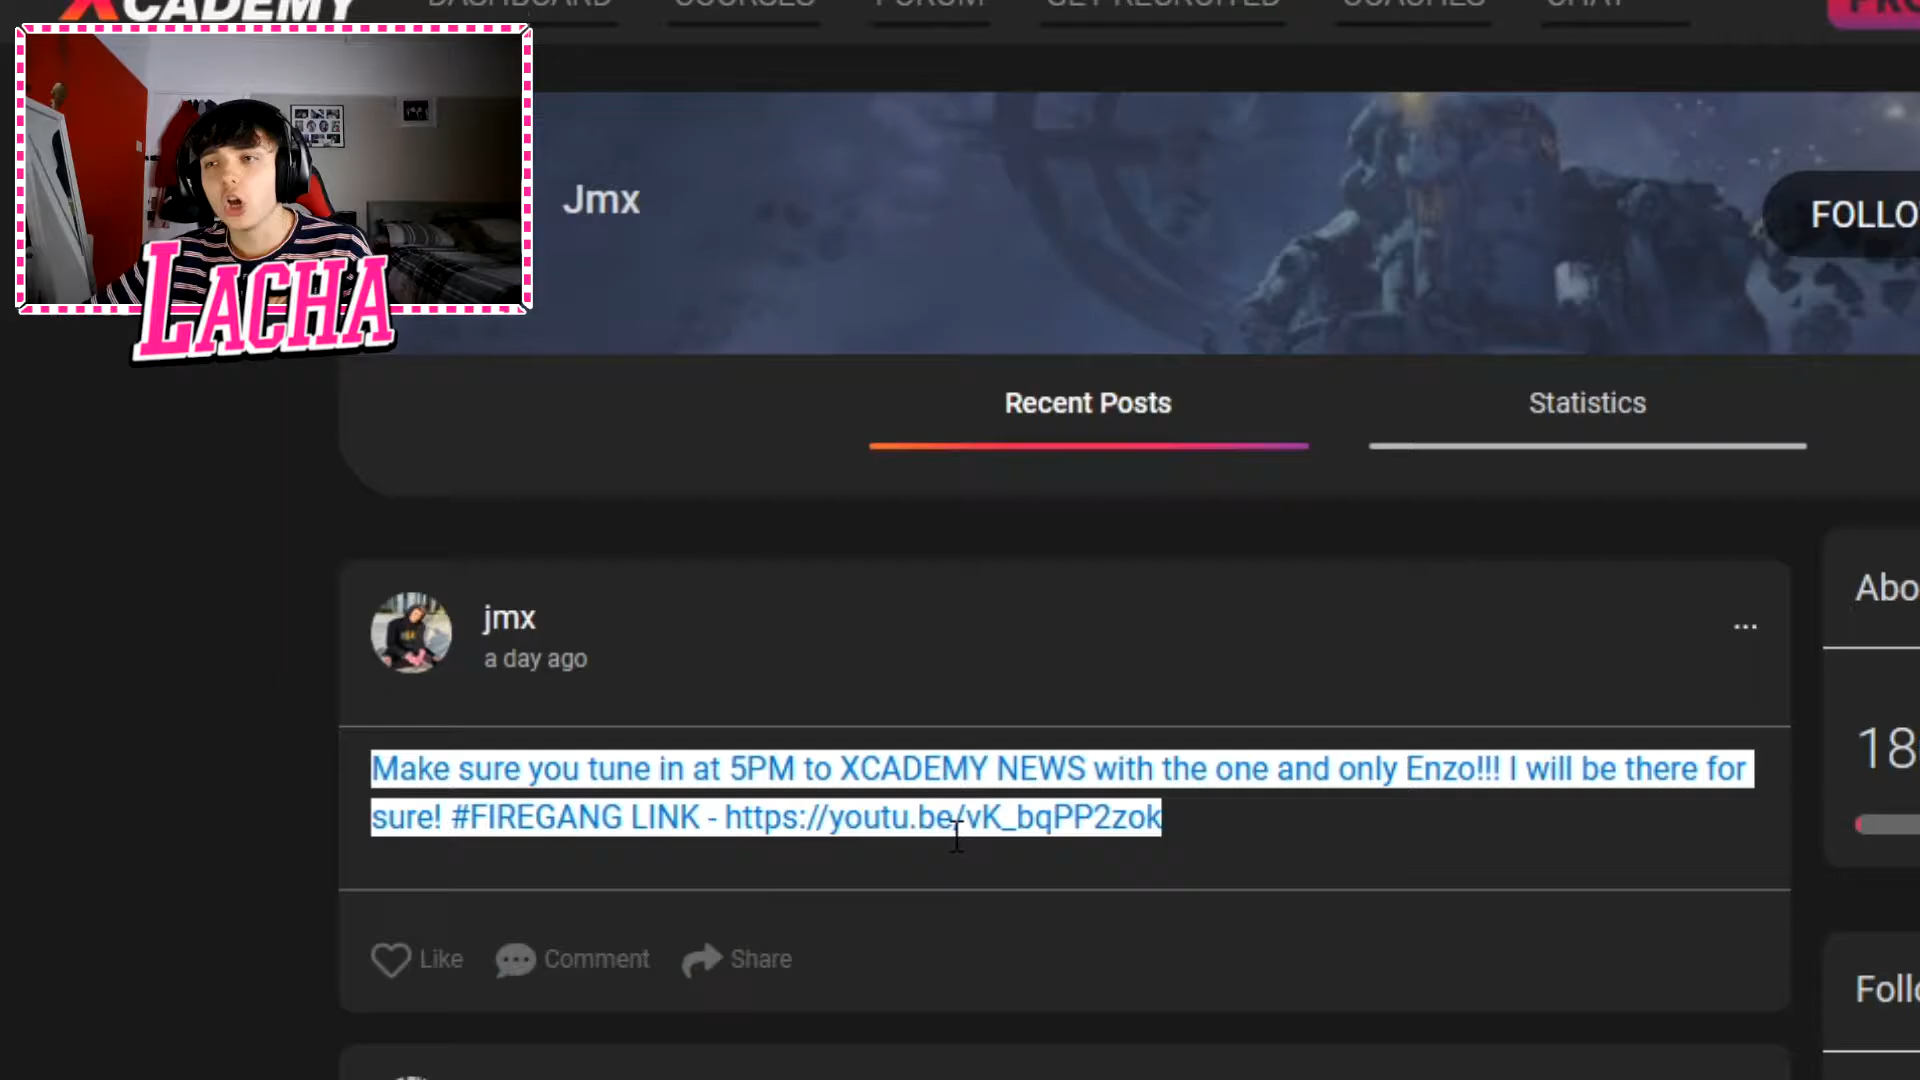 XCADEMY
DASHBOARD COURSES FORUM GET RECRUITED COACHES CHAT
LACHA
Jmx
FOLLO
Recent Posts Statistics
jmx
a day ago
...
Abo
Make sure you tune in at 5PM to XCADEMY NEWS with the one and only Enzo!!! I will be there for
sure! #FIREGANG LINK - https://youtu.be/vK_bqPP2zok
18
Like Comment Share
Follo